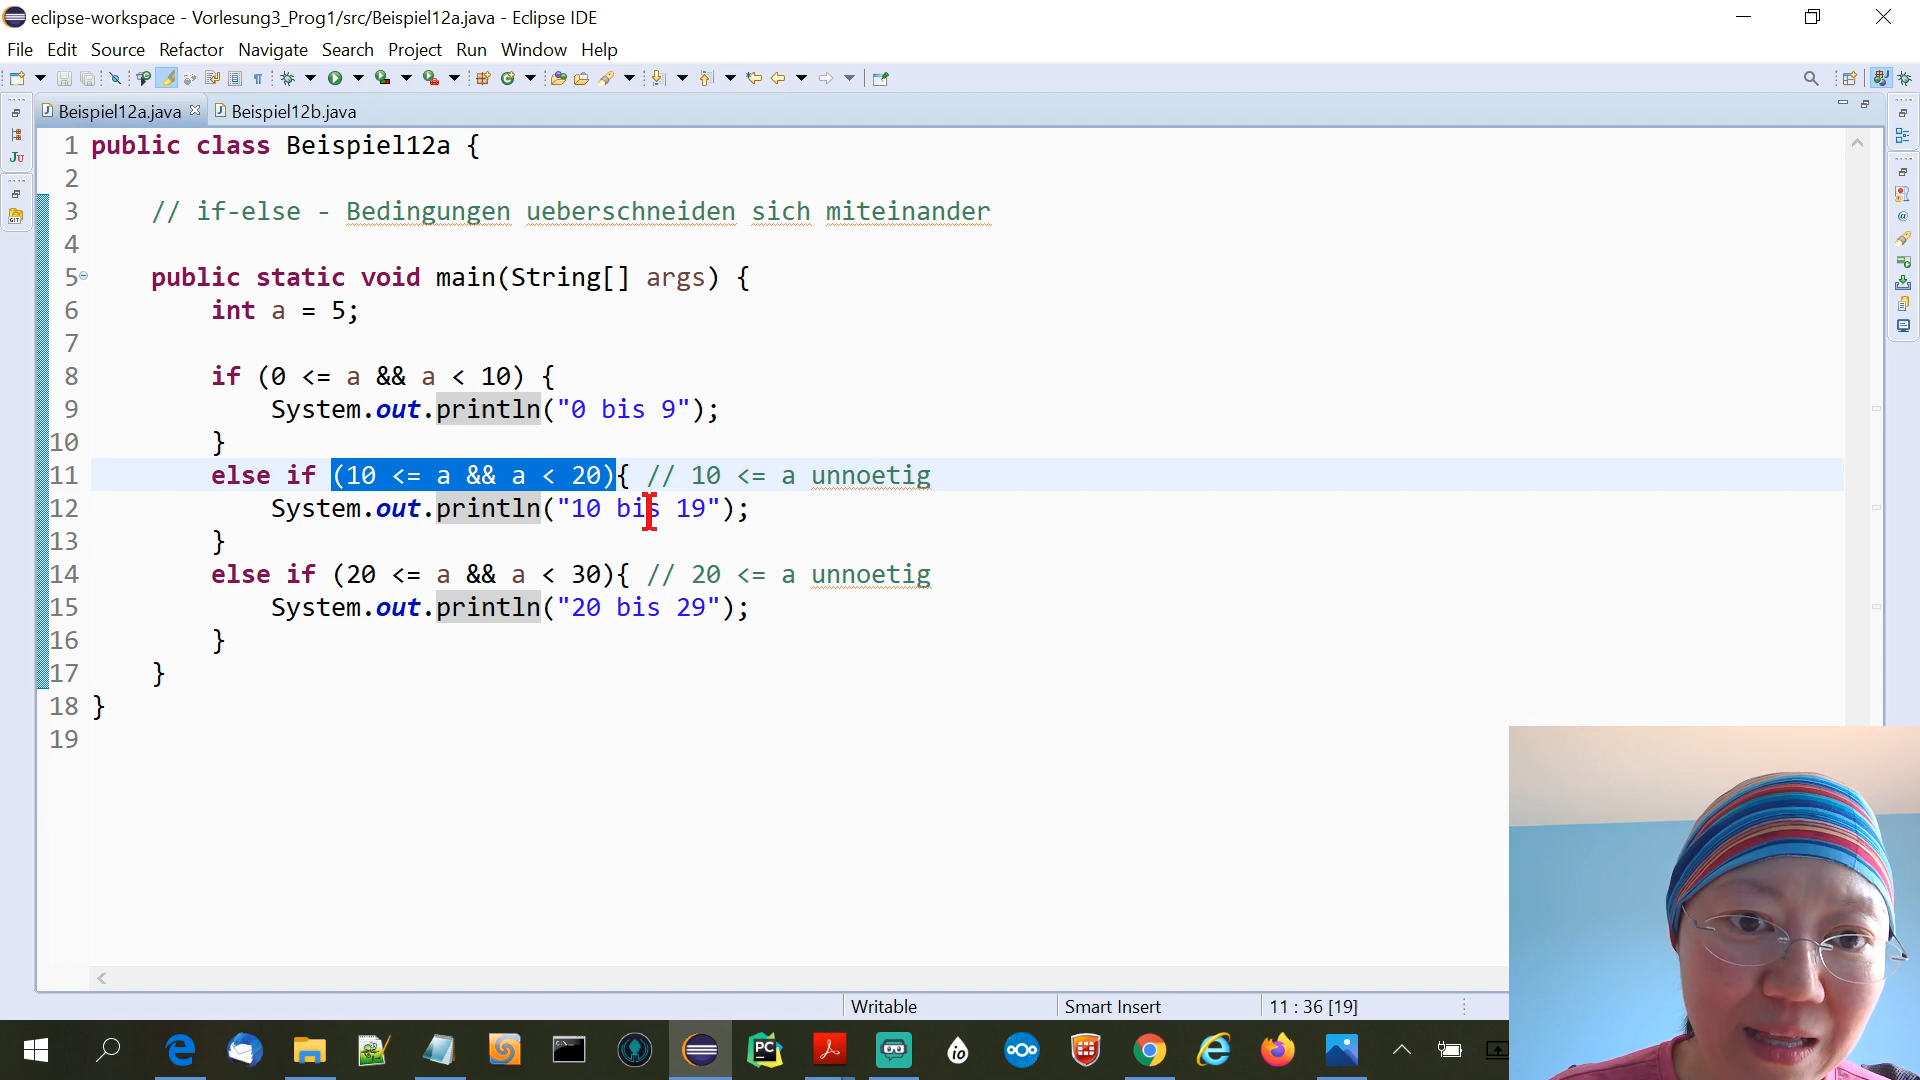 eclipse-workspace - Vorlesung3_Prog1/src/Beispiel12a.java - Eclipse IDE
File Edit Source Refactor Navigate Search Project Run Window Help
Beispiel12a.java Beispiel12b.java
1 public class Beispiel12a {
2
3 // if-else - Bedingungen ueberschneiden sich miteinander
4
5 public static void main(String[] args) {
6 int a = 5;
7
8 if (0 <= a && a < 10) {
9 System.out.println("0 bis 9");
10 }
11 else if (10 <= a && a < 20){ // 10 <= a unnoetig
12 System.out.println("10 bis 19");
13 }
14 else if (20 <= a && a < 30){ // 20 <= a unnoetig
15 System.out.println("20 bis 29");
16 }
17 }
18 }
19
Writable Smart Insert 11 : 36 [19]